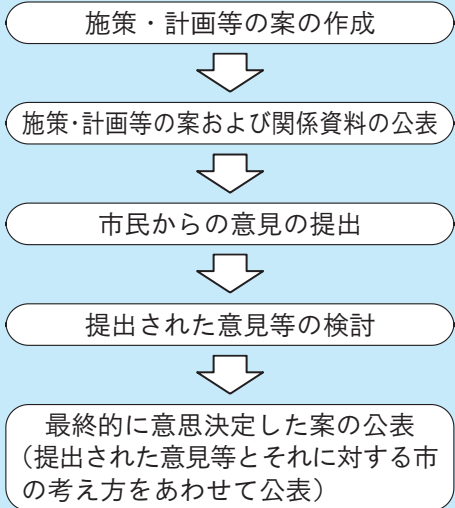 施策・計画等の案の作成
施策･計画等の案および関係資料の公表
市民からの意見の提出
提出された意見等の検討
最終的に意思決定した案の公表
（提出された意見等とそれに対する市
の考え方をあわせて公表）